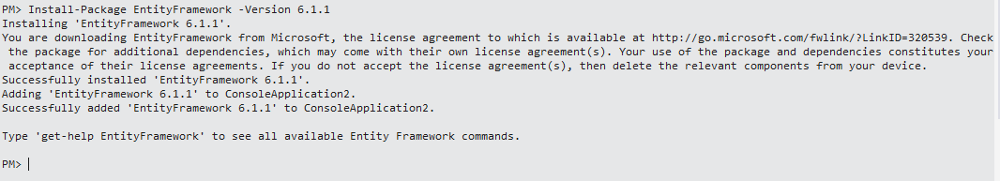 PM> Install-Package EntityFramework -Version 6.1.1
Installing 'EntityFramework 6.1.1'.
You are downloading EntityFramework from Microsoft, the license agreement to which is available at http://go.microsoft.com/fwlink/?LinkID=320539. Check
the package for additional dependencies, which may come with their own license agreement(s). Your use of the package and dependencies constitutes your
acceptance of their license agreements. If you do not accept the license agreement(s), then delete the relevant components from your device.
Successfully installed 'EntityFramework 6.1.1'.
Adding 'EntityFramework 6.1.1' to ConsoleApplication2.
Successfully added 'EntityFramework 6.1.1' to ConsoleApplication2.
Type 'get-help EntityFramework' to see all available Entity Framework commands.
PM>